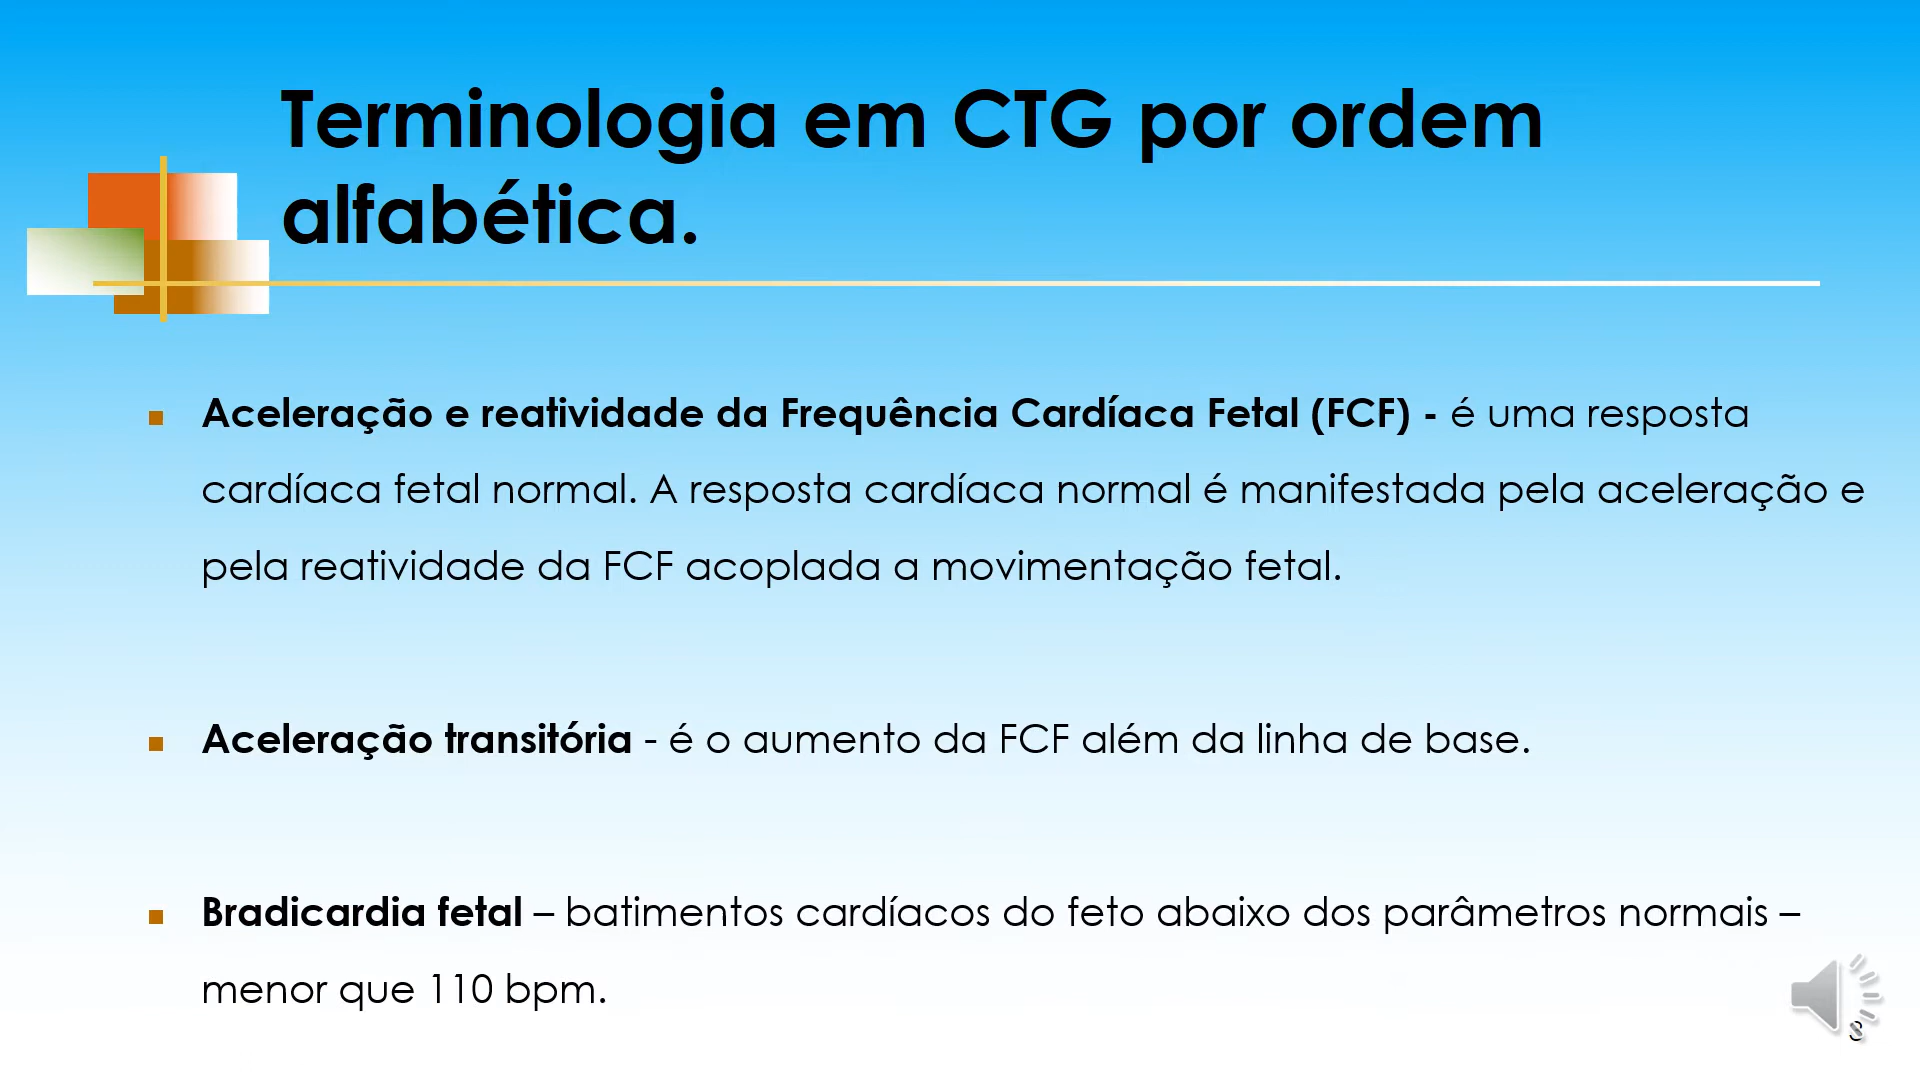 Terminologia em CTG por ordem
alfabética.
Aceleração e reatividade da Frequência Cardíaca Fetal (FCF) - é uma resposta
cardíaca fetal normal. A resposta cardíaca normal é manifestada pela aceleração e
pela reatividade da FCF acoplada a movimentação fetal.
Aceleração transitória - é o aumento da FCF além da linha de base.
Bradicardia fetal – batimentos cardíacos do feto abaixo dos parâmetros normais –
menor que 110 bpm.